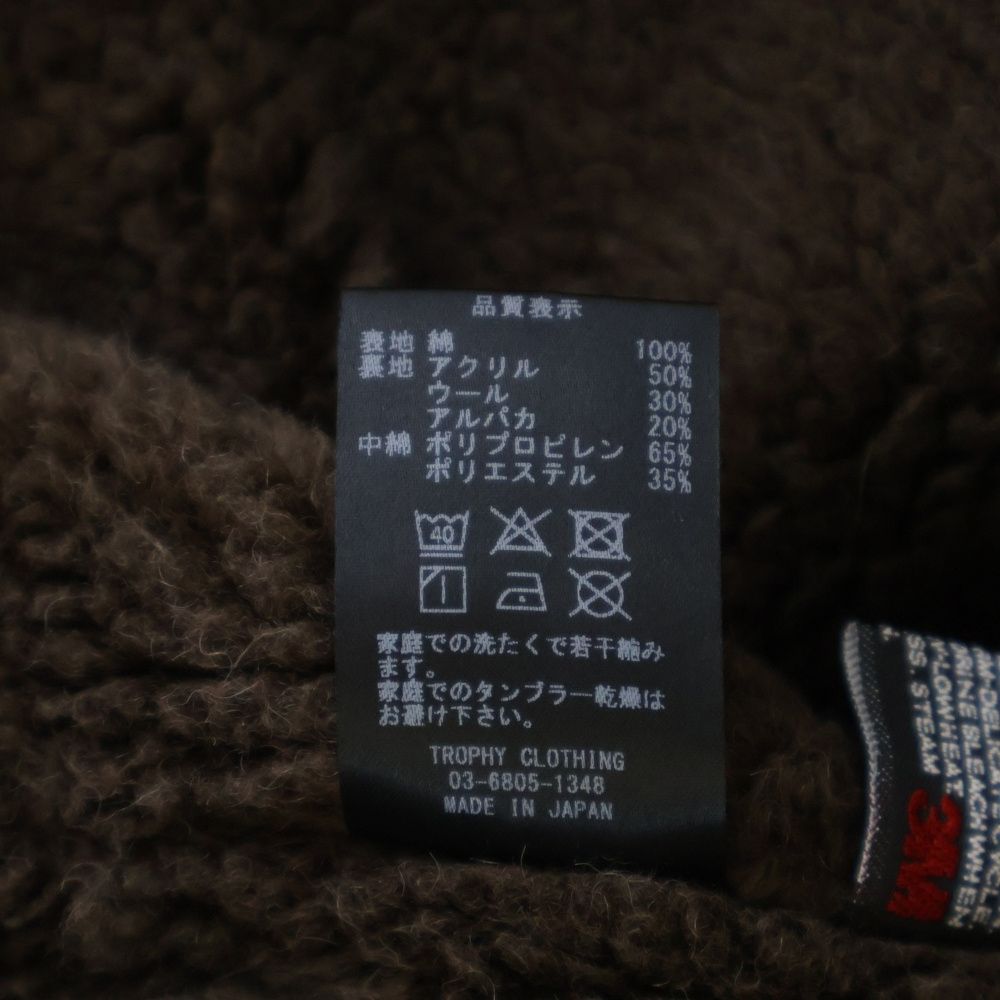 品質表示
表地 綿 100%
裏地 アクリル 50%
ウール 30%
アルパカ 20%
中綿 ポリプロピレン 65%
ポリエステル 35%
40
家庭での洗たくで若干縮み
ます。
家庭でのタンブラー乾燥は
お避け下さい。
TROPHY CLOTHING
03-6805-1348
MADE IN JAPAN
SS. STEAM
3M